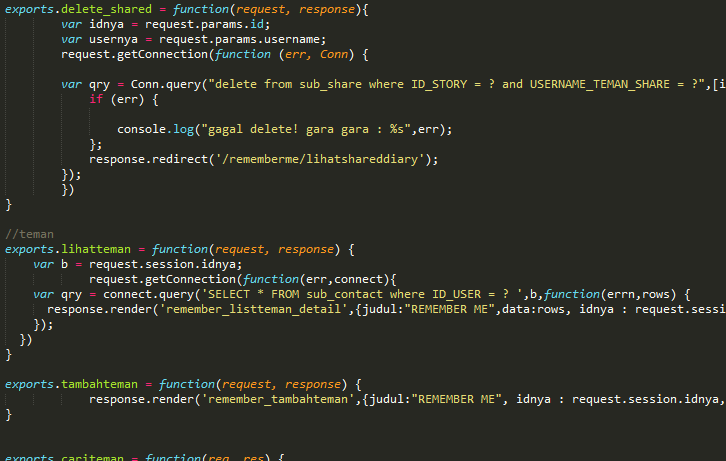 exports.delete_shared = function(request, response){
var idnya = request.params.id;
var usernya = request.params.username;
request.getConnection(function (err, Conn) {
var qry = Conn.query("delete from sub_share where ID_STORY = ? and USERNAME_TEMAN_SHARE = ?",[i
if (err) {
console.log("gagal delete! gara gara : %s",err);
};
response.redirect('/rememberme/lihatshareddiary');
});
})
}
//teman
exports.lihatteman = function(request, response) {
var b = request.session.idnya;
request.getConnection(function(err,connect){
var qry = connect.query('SELECT * FROM sub_contact where ID_USER = ? ',b,function(errn,rows) {
response.render('remember_listteman_detail',{judul:"REMEMBER ME",data:rows, idnya : request.sessi
});
})
}
exports.tambahteman = function(request, response) {
response.render('remember_tambahteman',{judul:"REMEMBER ME", idnya : request.session.idnya,
}
exports.cariteman = function(req, res) {